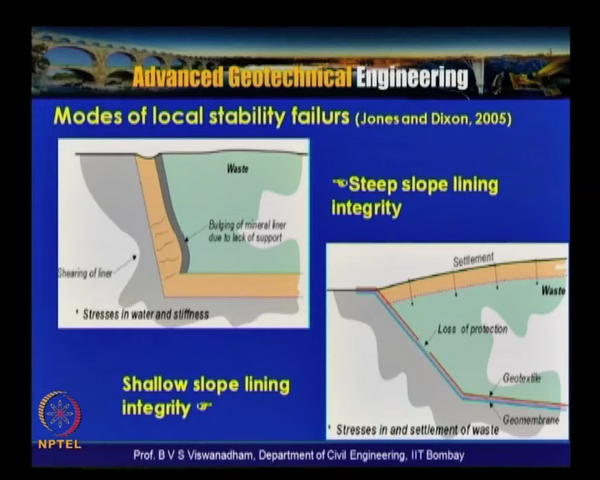 Advanced Geotechnical Engineering
Modes of local stability failurs (Jones and Dixon, 2005)
Waste
Bulging of mineral liner
due to lack of support
Shearing of liner
* Stresses in water and stiffness
☜Steep slope lining
integrity
Settlement
Waste
Loss of protection
Geotextile
Geomembrane
* Stresses in and settlement of waste
Shallow slope lining
integrity ☞
NPTEL
Prof. B V S Viswanadham, Department of Civil Engineering, IIT Bombay